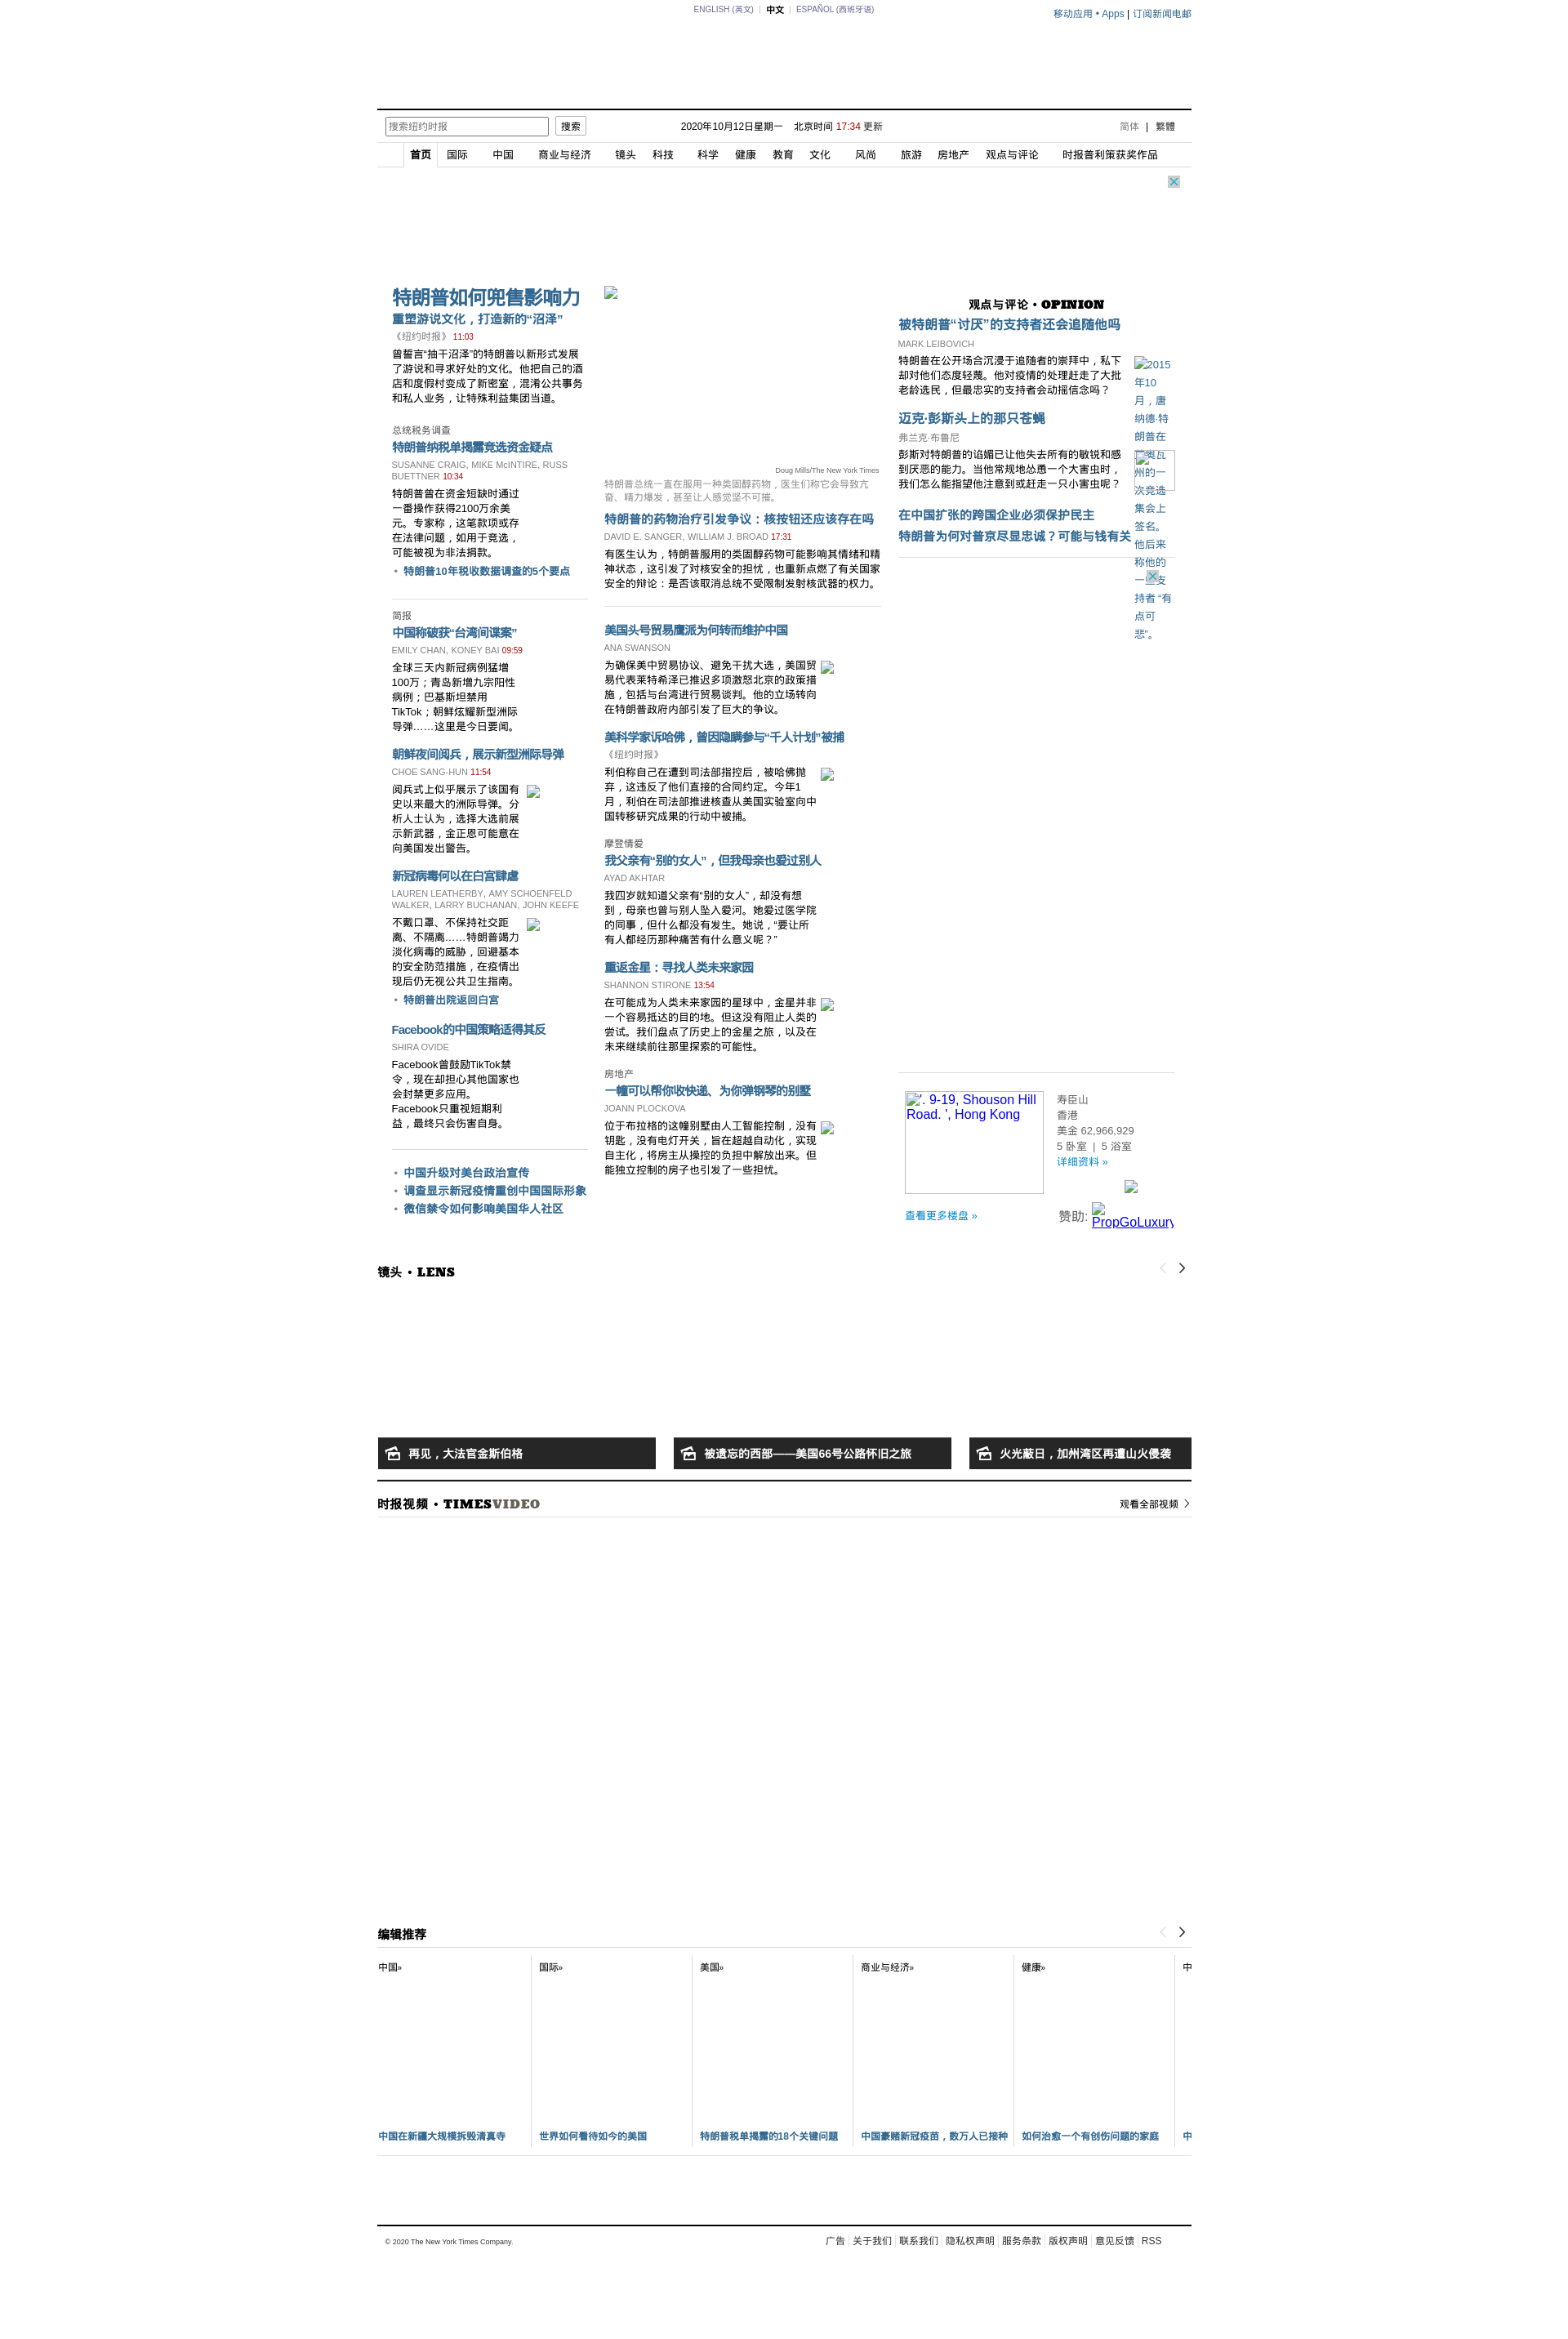 ENGLISH (英文) | 中文 | ESPAÑOL (西班牙语)
移动应用 • Apps | 订阅新闻电邮
搜索纽约时报 搜索
2020年10月12日星期一 北京时间 17:34 更新
简体 | 繁體
首页 国际 中国 商业与经济 镜头 科技 科学 健康 教育 文化 风尚 旅游 房地产 观点与评论 时报普利策获奖作品
特朗普如何兜售影响力
重塑游说文化，打造新的“沼泽”
《纽约时报》 11:03
曾誓言“抽干沼泽”的特朗普以新形式发展
了游说和寻求好处的文化。他把自己的酒
店和度假村变成了新密室，混淆公共事务
和私人业务，让特殊利益集团当道。
总统税务调查
特朗普纳税单揭露竞选资金疑点
SUSANNE CRAIG, MIKE McINTIRE, RUSS
BUETTNER 10:34
特朗普曾在资金短缺时通过
一番操作获得2100万余美
元。专家称，这笔款项或存
在法律问题，如用于竞选，
可能被视为非法捐款。
• 特朗普10年税收数据调查的5个要点
简报
中国称破获“台湾间谍案”
EMILY CHAN, KONEY BAI 09:59
全球三天内新冠病例猛增
100万；青岛新增九宗阳性
病例；巴基斯坦禁用
TikTok；朝鲜炫耀新型洲际
导弹……这里是今日要闻。
朝鲜夜间阅兵，展示新型洲际导弹
CHOE SANG-HUN 11:54
阅兵式上似乎展示了该国有
史以来最大的洲际导弹。分
析人士认为，选择大选前展
示新武器，金正恩可能意在
向美国发出警告。
新冠病毒何以在白宫肆虐
LAUREN LEATHERBY, AMY SCHOENFELD
WALKER, LARRY BUCHANAN, JOHN KEEFE
不戴口罩、不保持社交距
离、不隔离……特朗普竭力
淡化病毒的威胁，回避基本
的安全防范措施，在疫情出
现后仍无视公共卫生指南。
• 特朗普出院返回白宫
Facebook的中国策略适得其反
SHIRA OVIDE
Facebook曾鼓励TikTok禁
令，现在却担心其他国家也
会封禁更多应用。
Facebook只重视短期利
益，最终只会伤害自身。
• 中国升级对美台政治宣传
• 调查显示新冠疫情重创中国国际形象
• 微信禁令如何影响美国华人社区
Doug Mills/The New York Times
特朗普总统一直在服用一种类固醇药物，医生们称它会导致亢
奋、精力爆发，甚至让人感觉坚不可摧。
特朗普的药物治疗引发争议：核按钮还应该存在吗
DAVID E. SANGER, WILLIAM J. BROAD 17:31
有医生认为，特朗普服用的类固醇药物可能影响其情绪和精
神状态，这引发了对核安全的担忧，也重新点燃了有关国家
安全的辩论：是否该取消总统不受限制发射核武器的权力。
美国头号贸易鹰派为何转而维护中国
ANA SWANSON
为确保美中贸易协议、避免干扰大选，美国贸
易代表莱特希泽已推迟多项激怒北京的政策措
施，包括与台湾进行贸易谈判。他的立场转向
在特朗普政府内部引发了巨大的争议。
美科学家诉哈佛，曾因隐瞒参与“千人计划”被捕
《纽约时报》
利伯称自己在遭到司法部指控后，被哈佛抛
弃，这违反了他们直接的合同约定。今年1
月，利伯在司法部推进核查从美国实验室向中
国转移研究成果的行动中被捕。
摩登情爱
我父亲有“别的女人”，但我母亲也爱过别人
AYAD AKHTAR
我四岁就知道父亲有“别的女人”，却没有想
到，母亲也曾与别人坠入爱河。她爱过医学院
的同事，但什么都没有发生。她说，“要让所
有人都经历那种痛苦有什么意义呢？”
重返金星：寻找人类未来家园
SHANNON STIRONE 13:54
在可能成为人类未来家园的星球中，金星并非
一个容易抵达的目的地。但这没有阻止人类的
尝试。我们盘点了历史上的金星之旅，以及在
未来继续前往那里探索的可能性。
房地产
一幢可以帮你收快递、为你弹钢琴的别墅
JOANN PLOCKOVA
位于布拉格的这幢别墅由人工智能控制，没有
钥匙，没有电灯开关，旨在超越自动化，实现
自主化，将房主从操控的负担中解放出来。但
能独立控制的房子也引发了一些担忧。
观点与评论 • OPINION
被特朗普“讨厌”的支持者还会追随他吗
MARK LEIBOVICH
特朗普在公开场合沉浸于追随者的崇拜中，私下
却对他们态度轻蔑。他对疫情的处理赶走了大批
老龄选民，但最忠实的支持者会动摇信念吗？
2015
年10
月，唐
纳德·特
朗普在
州的一
次竞选
集会上
签名。
他后来
称他的
一些支
持者 “有
点可
悲”。
迈克·彭斯头上的那只苍蝇
弗兰克·布鲁尼
彭斯对特朗普的谄媚已让他失去所有的敏锐和感
到厌恶的能力。当他常规地怂恿一个大害虫时，
我们怎么能指望他注意到或赶走一只小害虫呢？
在中国扩张的跨国企业必须保护民主
特朗普为何对普京尽显忠诚？可能与钱有关
'. 9-19, Shouson Hill
Road. ', Hong Kong
寿臣山
香港
美金 62,966,929
5 卧室 | 5 浴室
详细资料 »
查看更多楼盘 »
赞助: PropGoLuxury
镜头 • LENS
再见，大法官金斯伯格
被遗忘的西部——美国66号公路怀旧之旅
火光蔽日，加州湾区再遭山火侵袭
时报视频 • TIMESVIDEO
观看全部视频
编辑推荐
中国» 国际» 美国» 商业与经济» 健康» 中
中国在新疆大规模拆毁清真寺 世界如何看待如今的美国 特朗普税单揭露的18个关键问题 中国豪赌新冠疫苗，数万人已接种 如何治愈一个有创伤问题的家庭 中
© 2020 The New York Times Company.
广告 | 关于我们 | 联系我们 | 隐私权声明 | 服务条款 | 版权声明 | 意见反馈 | RSS